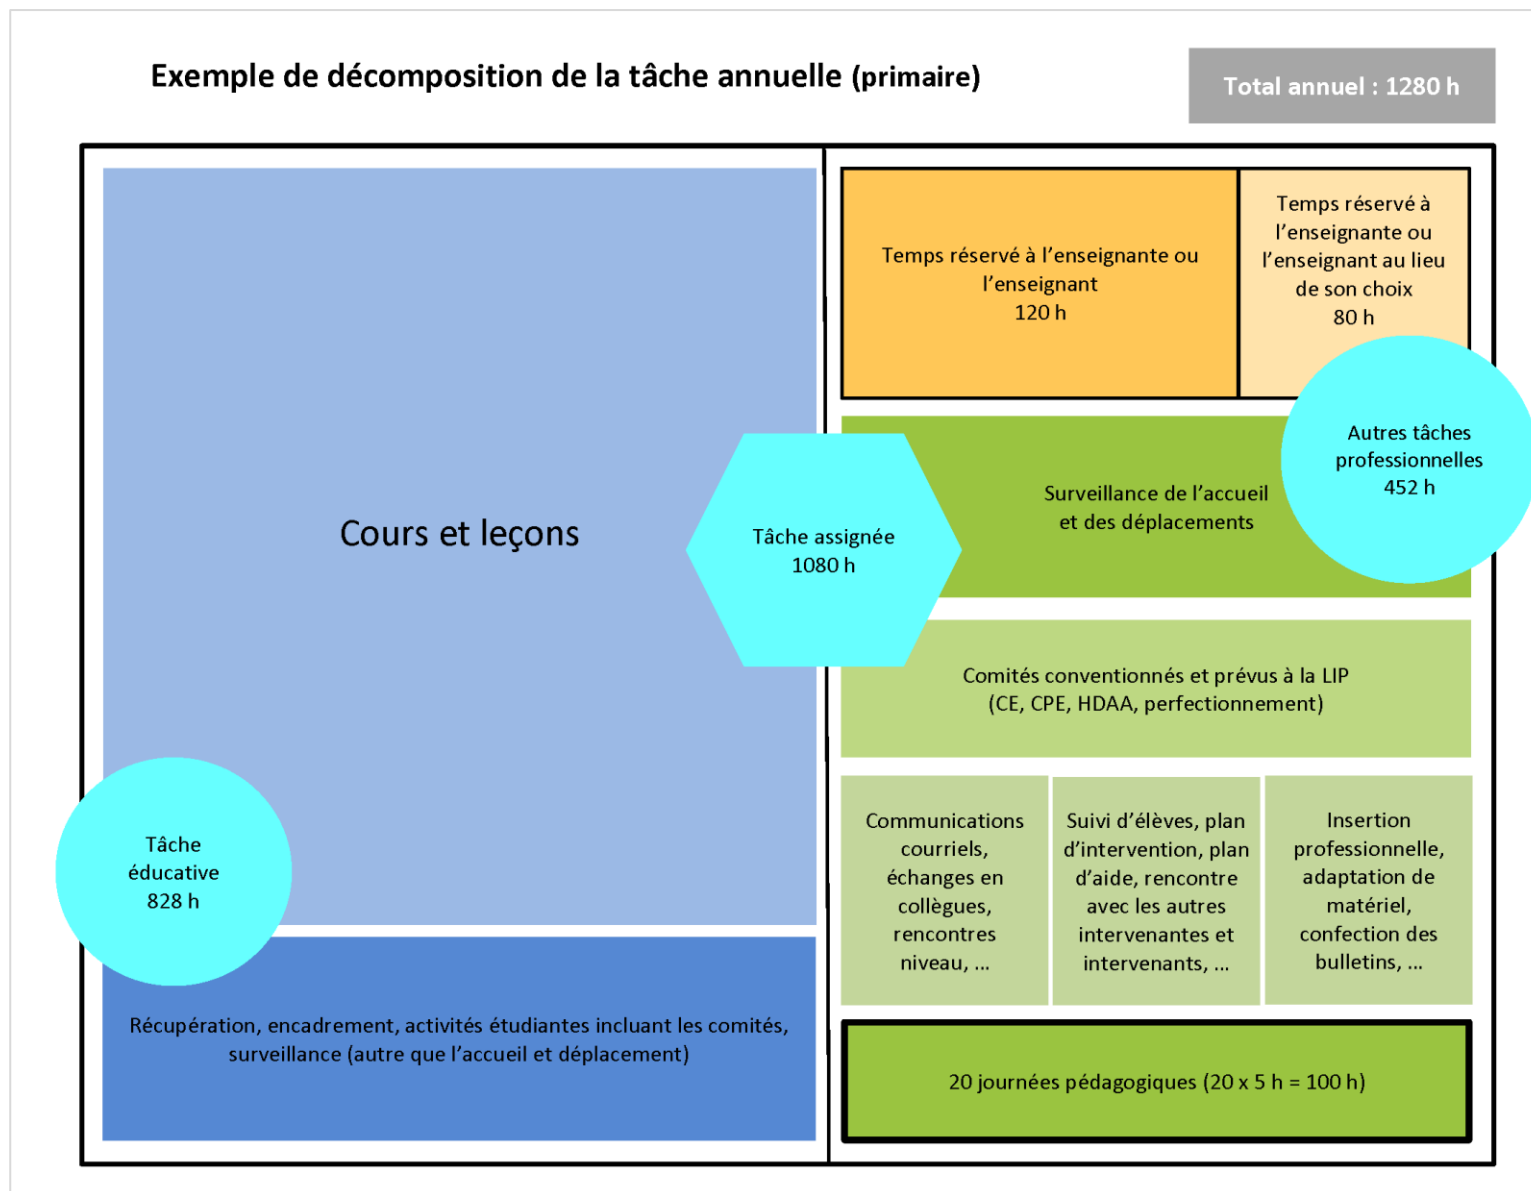 Exemple de décomposition de la tâche annuelle (primaire)
Total annuel : 1280 h
Cours et leçons
Tâche
éducative
828 h
Récupération, encadrement, activités étudiantes incluant les comités,
surveillance (autre que l'accueil et déplacement)
Tâche assignée
1080 h
Temps réservé à l'enseignante ou
l'enseignant
120 h
Temps réservé à
l'enseignante ou
l'enseignant au lieu
de son choix
80 h
Autres tâches
professionnelles
452 h
Surveillance de l'accueil
et des déplacements
Comités conventionnés et prévus à la LIP
(CE, CPE, HDAA, perfectionnement)
Communications
courriels,
échanges en
collègues,
rencontres
niveau, ...
Suivi d'élèves, plan
d'intervention, plan
d'aide, rencontre
avec les autres
intervenantes et
intervenants, ...
Insertion
professionnelle,
adaptation de
matériel,
confection des
bulletins, ...
20 journées pédagogiques (20 x 5 h = 100 h)